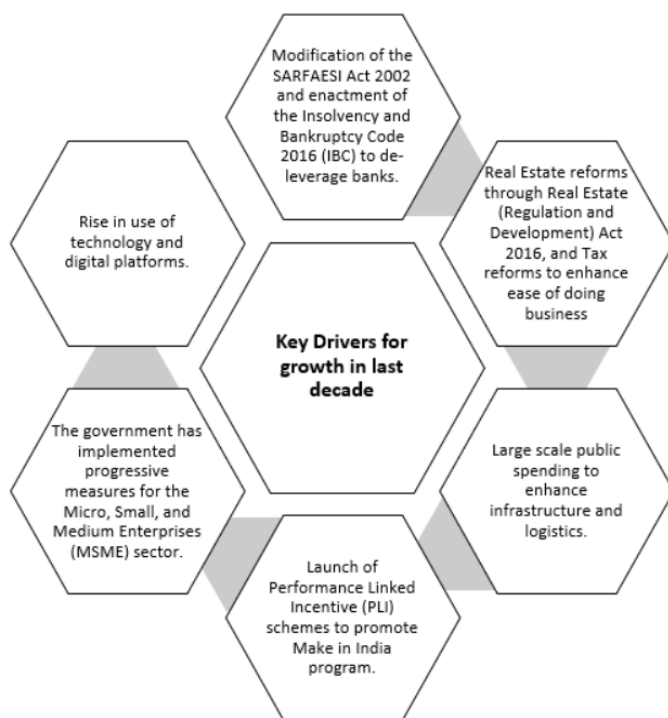 Modification of the
SARFAESI Act 2002
and enactment of
the Insolvency and
Bankruptcy Code
2016 (IBC) to de-
leverage banks.
Real Estate reforms
through Real Estate
(Regulation and
Development) Act
2016, and Tax
reforms to enhance
ease of doing
business
Large scale public
spending to
enhance
infrastructure and
logistics.
Launch of
Performance Linked
Incentive (PLI)
schemes to promote
Make in India
program.
The government has
implemented
progressive
measures for the
Micro, Small, and
Medium Enterprises
(MSME) sector.
Rise in use of
technology and
digital platforms.
Key Drivers for
growth in last
decade